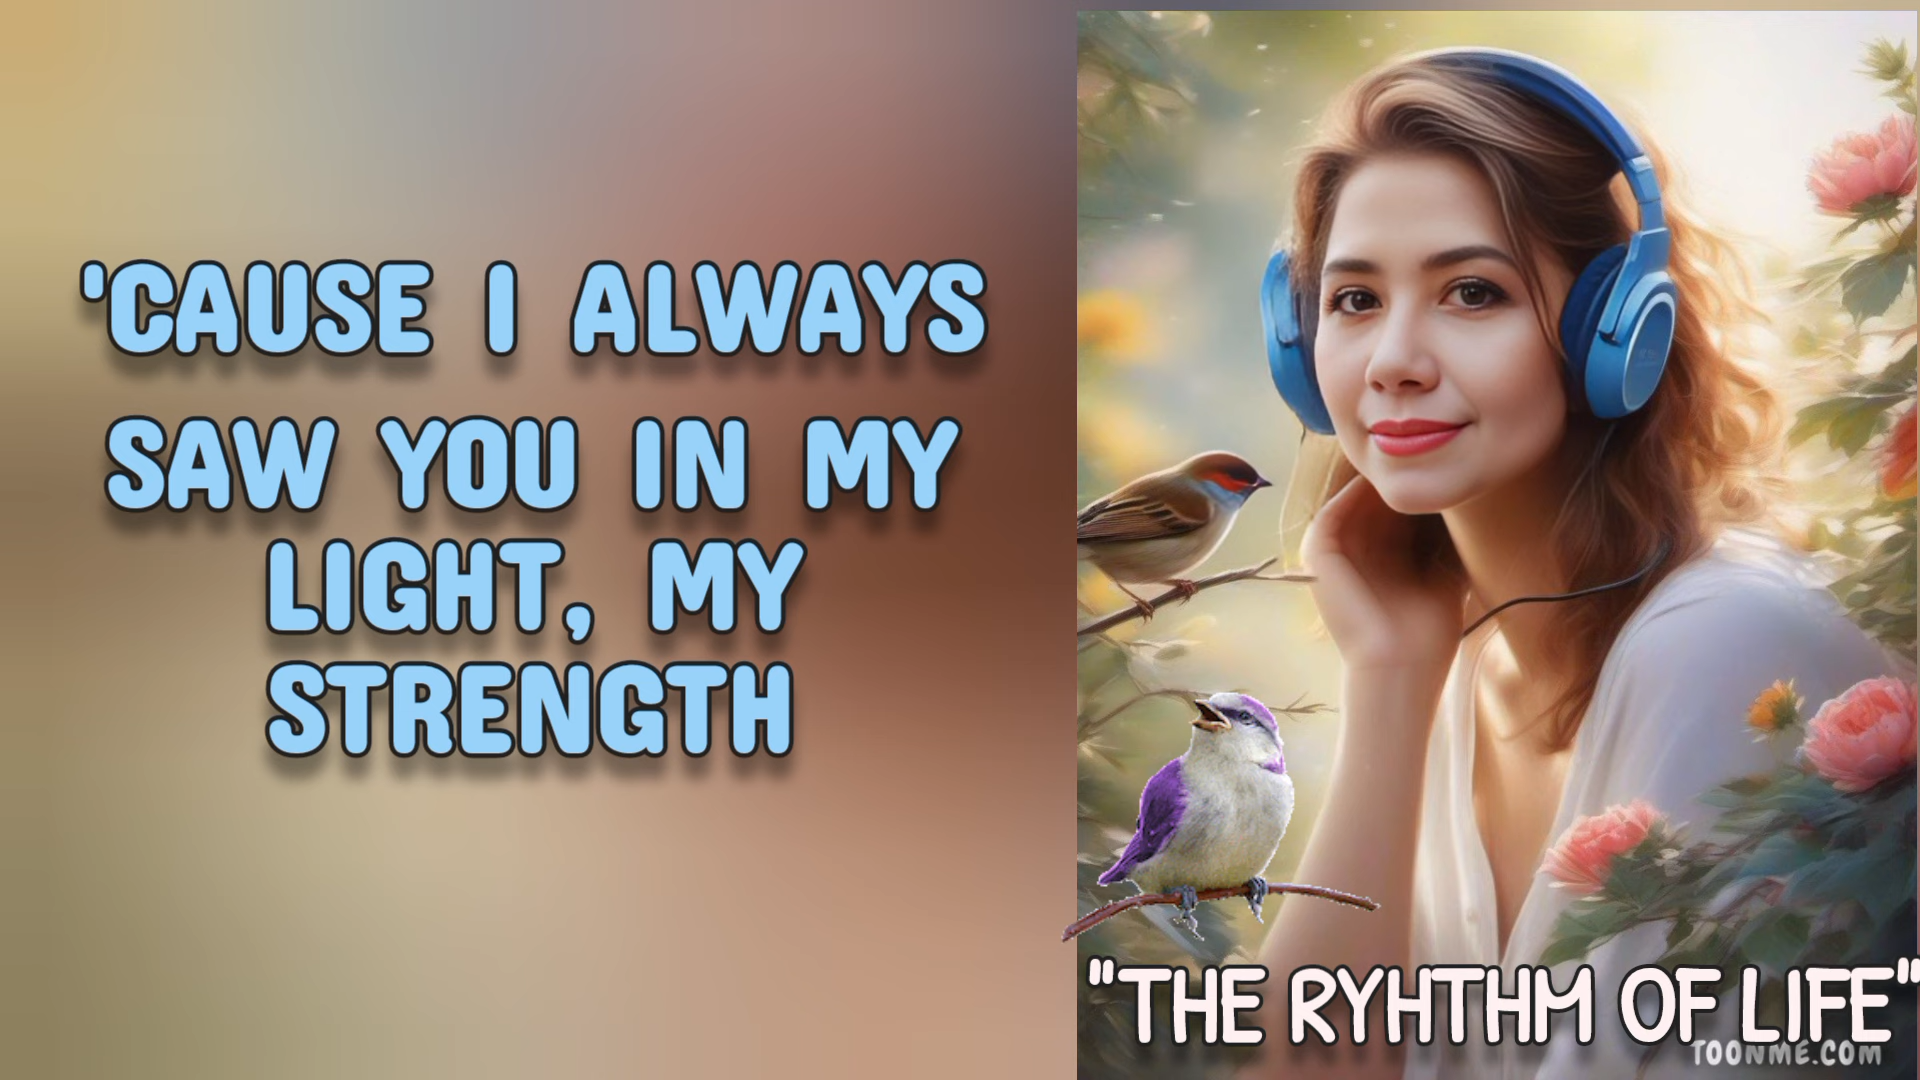 'CAUSE I ALWAYS
SAW YOU IN MY
LIGHT, MY
STRENGTH
"THE RYHTHM OF LIFE"
TOONME.COM